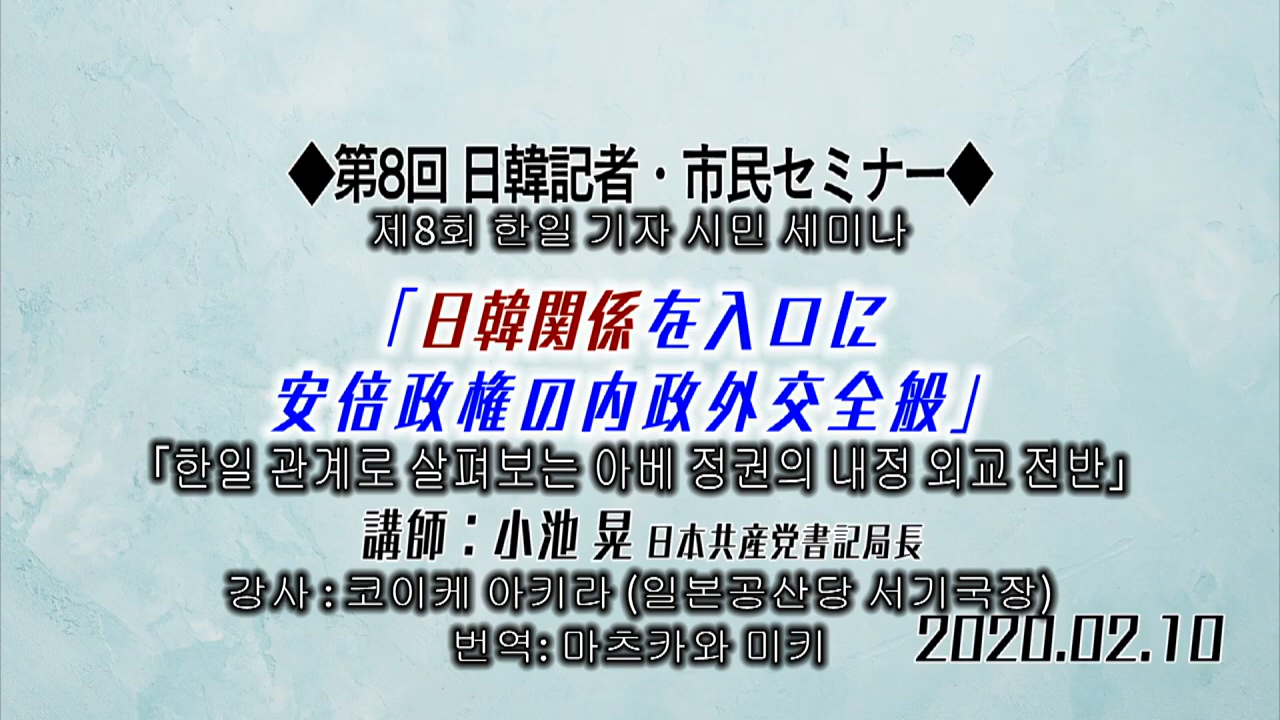 ◆第8回 日韓記者・市民セミナー◆
제8회 한일 기자 시민 세미나
「日韓関係を入口に
安倍政権の内政外交全般」
「한일 관계로 살펴보는 아베 정권의 내정 외교 전반」
講師：小池 晃 日本共産党書記局長
강사 : 코이케 아키라 (일본공산당 서기국장)
번역: 마츠카와 미키
2020.02.10